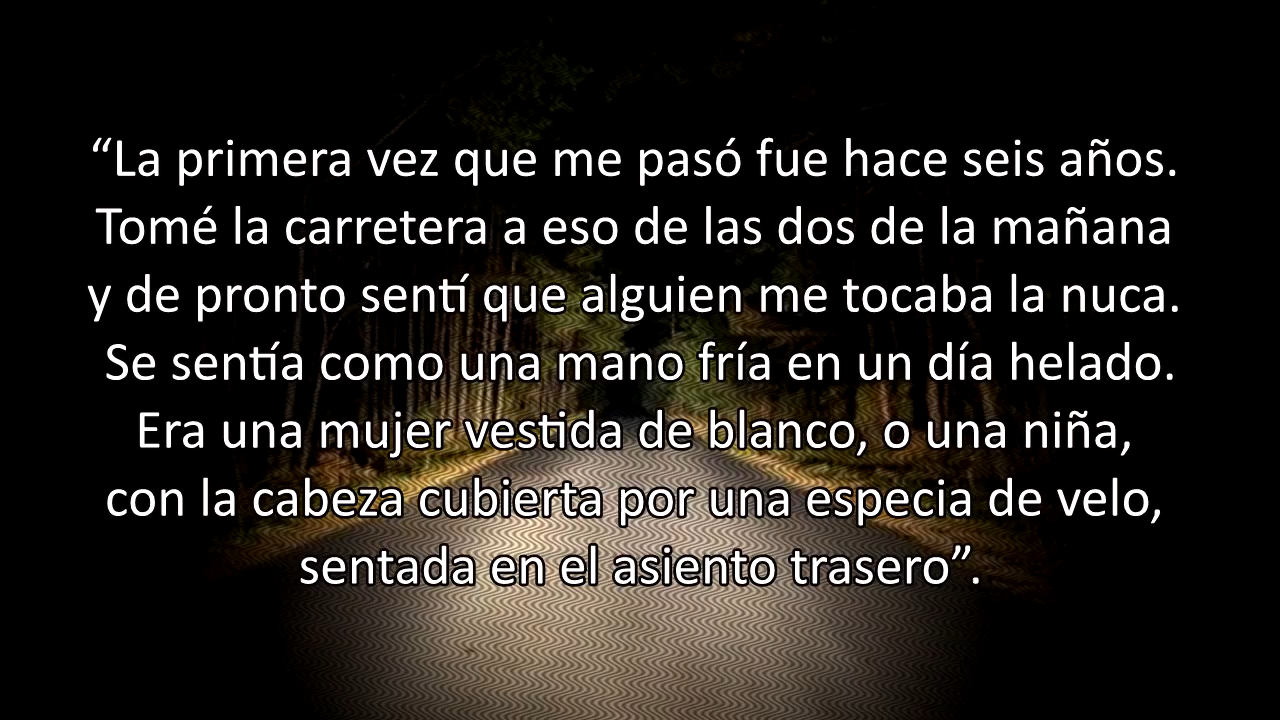 “La primera vez que me pasó fue hace seis años.
Tomé la carretera a eso de las dos de la mañana
y de pronto sentí que alguien me tocaba la nuca.
Se sentía como una mano fría en un día helado.
Era una mujer vestida de blanco, o una niña,
con la cabeza cubierta por una especia de velo,
sentada en el asiento trasero”.